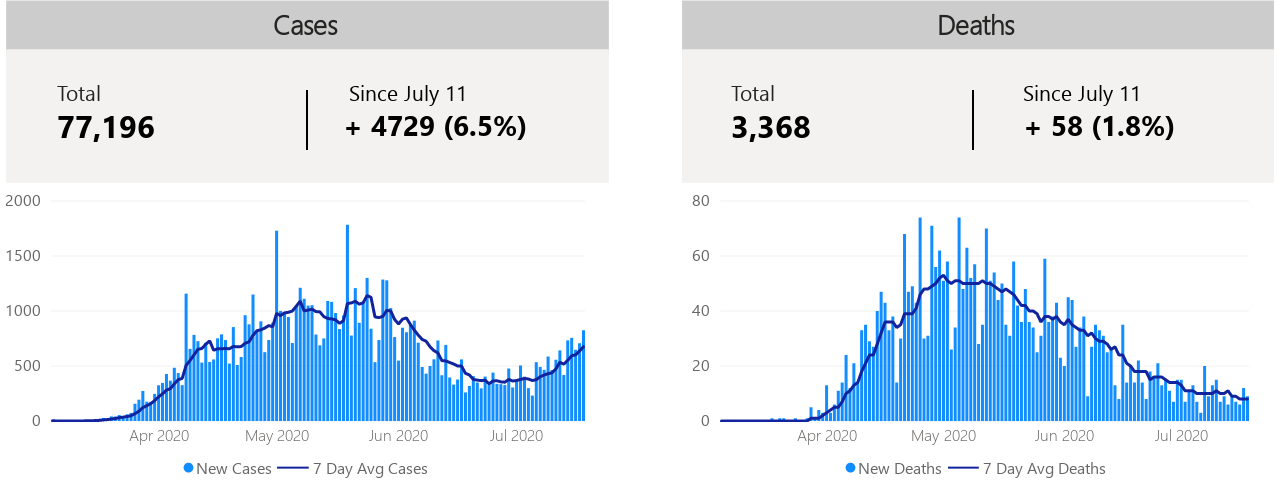 Cases
Total
Since July 11
77,196
+ 4729 (6.5%)
2000
1500
1000
500
0
Apr 2020
May 2020
Jun 2020
Jul 2020
New Cases
7 Day Avg Cases
Deaths
Total
Since July 11
3,368
+ 58 (1.8%)
80
60
40
20
0
Apr 2020
May 2020
Jun 2020
Jul 2020
New Deaths
7 Day Avg Deaths